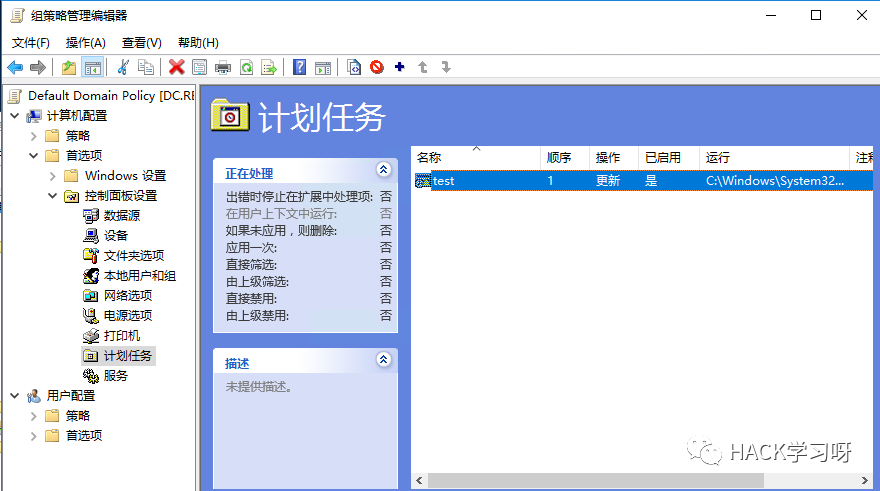 组策略管理编辑器
文件(F) 操作(A) 查看(V) 帮助(H)
Default Domain Policy [DC.RE
计算机配置
策略
首选项
Windows 设置
控制面板设置
数据源
设备
文件夹选项
本地用户和组
网络选项
电源选项
打印机
计划任务
服务
用户配置
策略
首选项
计划任务
正在处理
出错时停止在扩展中处理项: 否
在用户上下文中运行: 否
如果未应用，则删除: 否
应用一次: 否
直接筛选: 否
由上级筛选: 否
直接禁用: 否
由上级禁用: 否
描述
未提供描述。
名称 顺序 操作 已启用 运行 注释
test 1 更新 是 C:\Windows\System32...
HACK学习呀